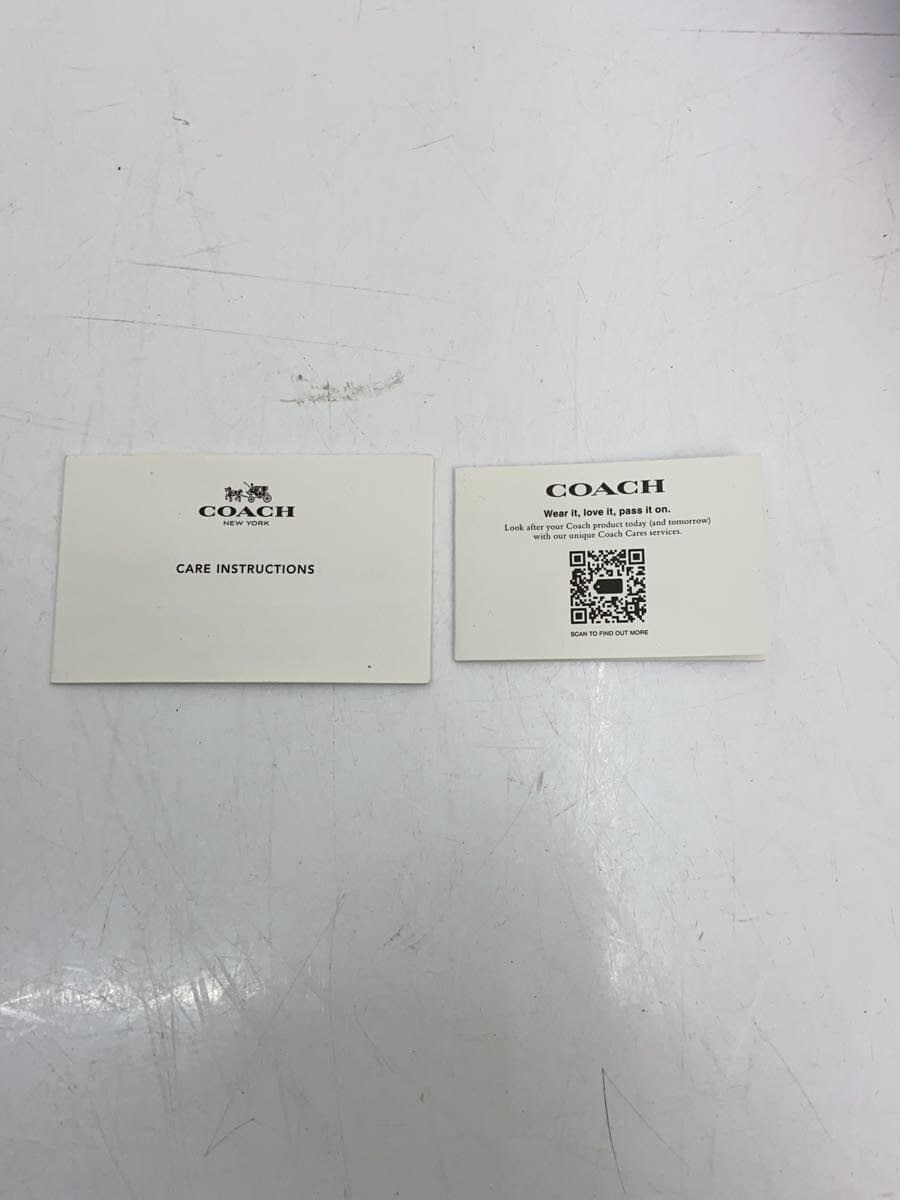 COACH
NEW YORK
CARE INSTRUCTIONS
COACH
Wear it, love it, pass it on.
Look after your Coach product today (and tomorrow)
with our unique Coach Cares services.
SCAN TO FIND OUT MORE